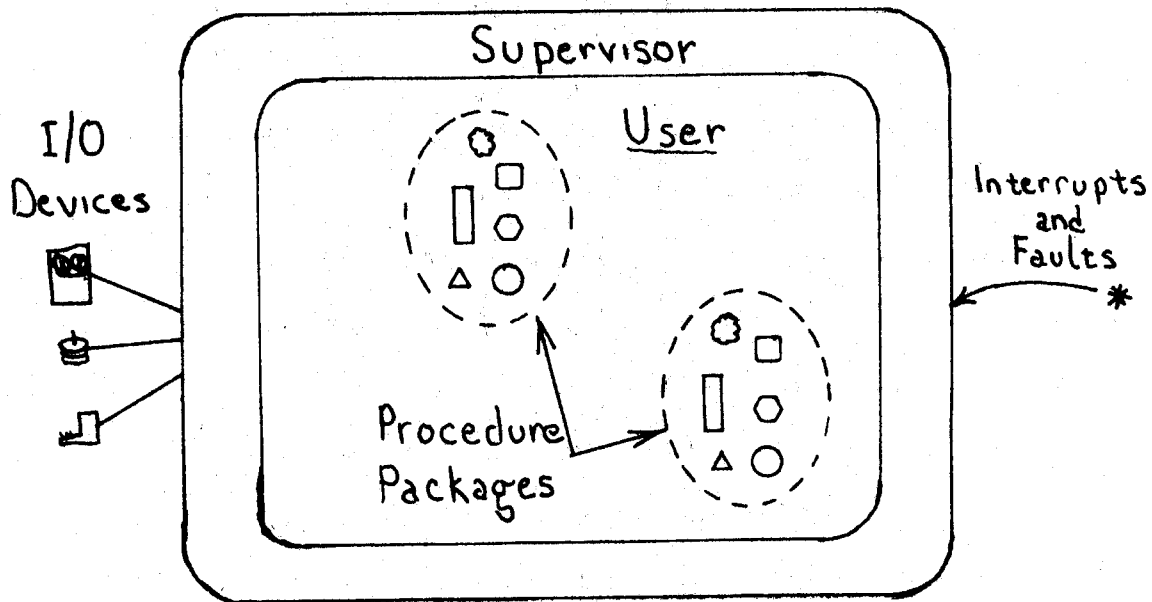 Supervisor
User
I/O
Devices
Interrupts
and
Faults
Procedure
Packages